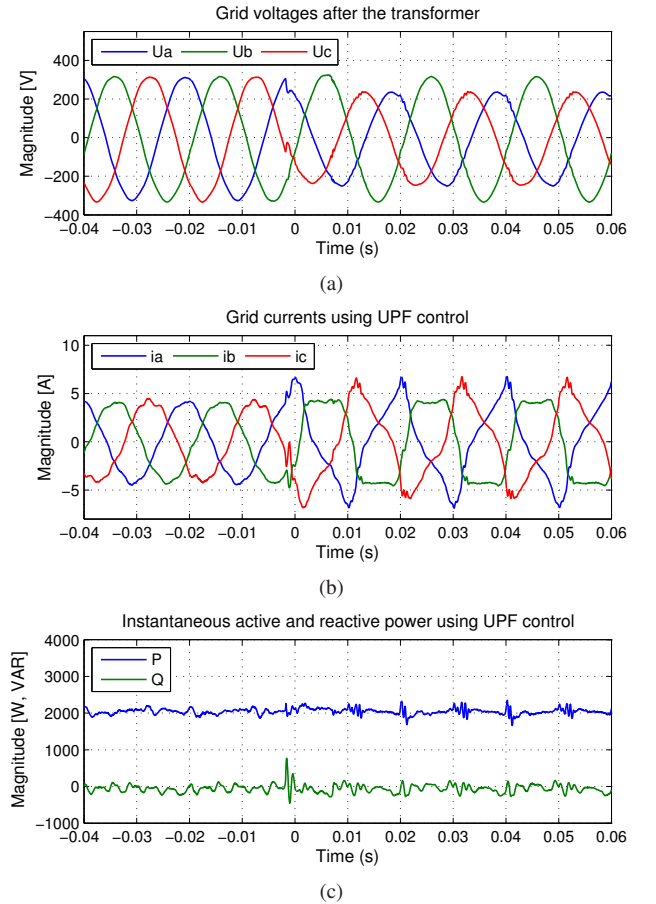 Grid voltages after the transformer
Ua Ub Uc
400
200
0
−200
−400
Magnitude [V]
−0.04 −0.03 −0.02 −0.01 0 0.01 0.02 0.03 0.04 0.05 0.06
Time (s)
(a)
Grid currents using UPF control
ia ib ic
10
5
0
−5
Magnitude [A]
−0.04 −0.03 −0.02 −0.01 0 0.01 0.02 0.03 0.04 0.05 0.06
Time (s)
(b)
Instantaneous active and reactive power using UPF control
P
Q
4000
3000
2000
1000
0
−1000
Magnitude [W, VAR]
−0.04 −0.03 −0.02 −0.01 0 0.01 0.02 0.03 0.04 0.05 0.06
Time (s)
(c)